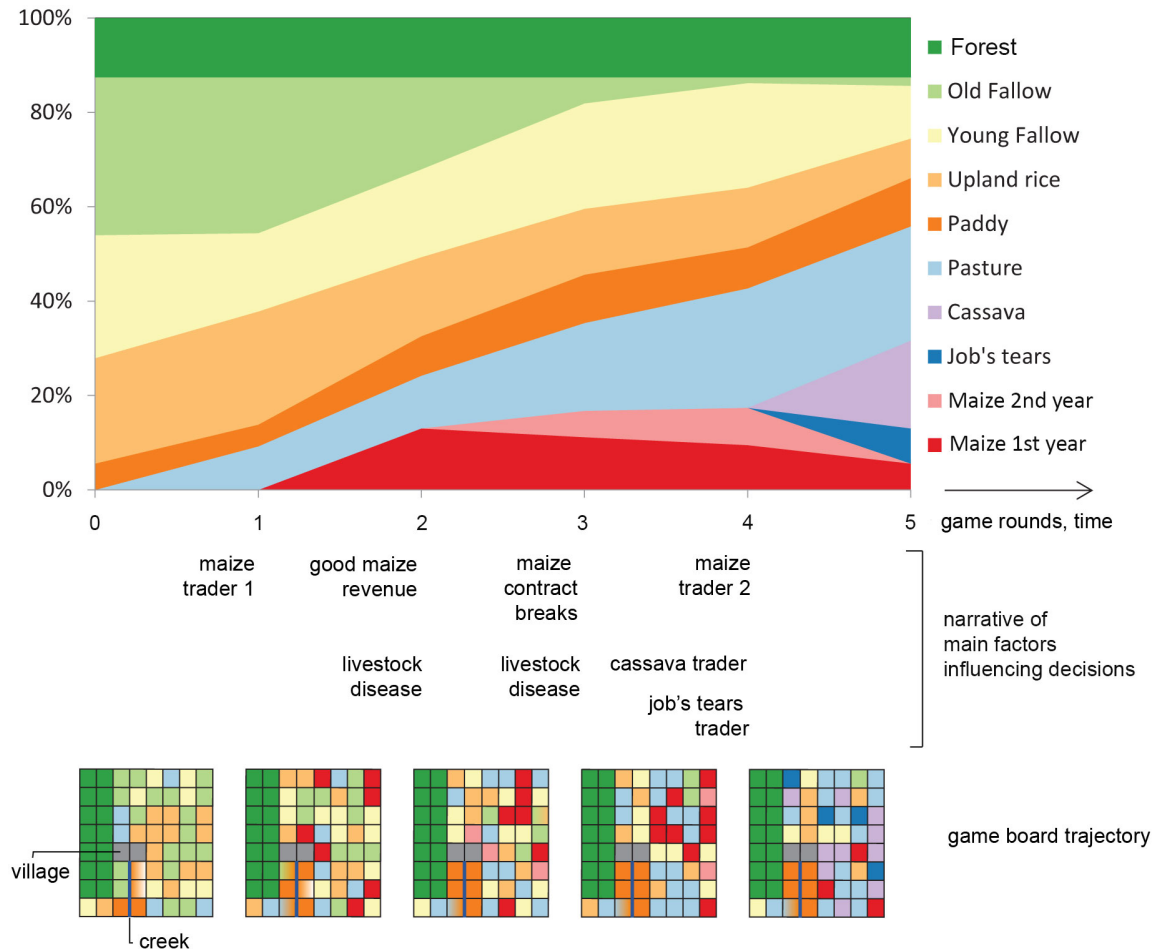 100%
80%
60%
40%
20%
0%
Forest
Old Fallow
Young Fallow
Upland rice
Paddy
Pasture
Cassava
Job's tears
Maize 2nd year
Maize 1st year
0
1
2
3
4
5
game rounds, time
maize
trader 1
good maize
revenue
maize
contract
breaks
maize
trader 2
livestock
disease
livestock
disease
cassava trader
job's tears
trader
narrative of
main factors
influencing decisions
game board trajectory
village
creek